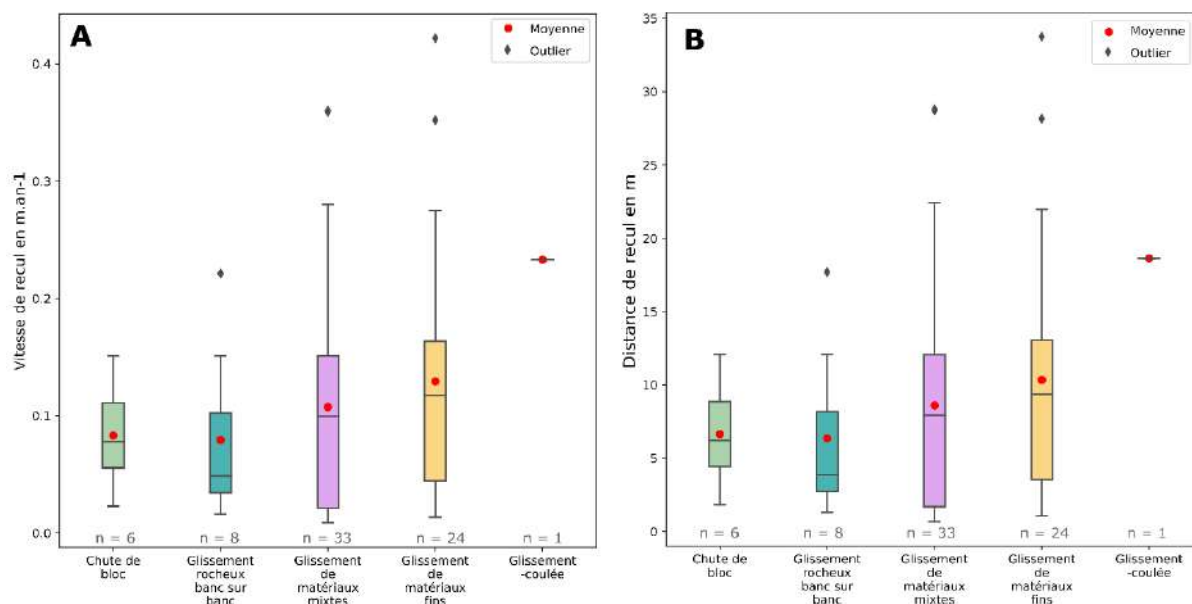 A
Moyenne
Outlier
Vitesse de recul en m.an-1
0.4
0.3
0.2
0.1
0.0
n = 6
n = 8
n = 33
n = 24
n = 1
Chute de
bloc
Glissement
rocheux
banc sur
banc
Glissement
de
matériaux
mixtes
Glissement
de
matériaux
fins
Glissement
-coulée
B
Moyenne
Outlier
Distance de recul en m
35
30
25
20
15
10
5
0
n = 6
n = 8
n = 33
n = 24
n = 1
Chute de
bloc
Glissement
rocheux
banc sur
banc
Glissement
de
matériaux
mixtes
Glissement
de
matériaux
fins
Glissement
-coulée